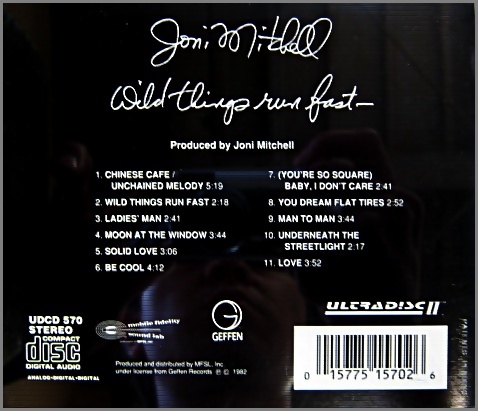 Joni Mitchell
Wild things run fast—
Produced by Joni Mitchell
1. CHINESE CAFE /
UNCHAINED MELODY 5:19
2. WILD THINGS RUN FAST 2:18
3. LADIES' MAN 2:41
4. MOON AT THE WINDOW 3:44
5. SOLID LOVE 3:06
6. BE COOL 4:12
7. (YOU'RE SO SQUARE)
BABY, I DON'T CARE 2:41
8. YOU DREAM FLAT TIRES 2:52
9. MAN TO MAN 3:44
10. UNDERNEATH THE
STREETLIGHT 2:17
11. LOVE 3:52
UDCD 570
STEREO
COMPACT
disc
DIGITAL AUDIO
ANALOG-DIGITAL-DIGITAL
mobile fidelity
sound lab
Produced and distributed by MFSL, Inc.
under license from Geffen Records ℗ © 1982
G
GEFFEN
ULTRADISC II
0 15775 15702 6